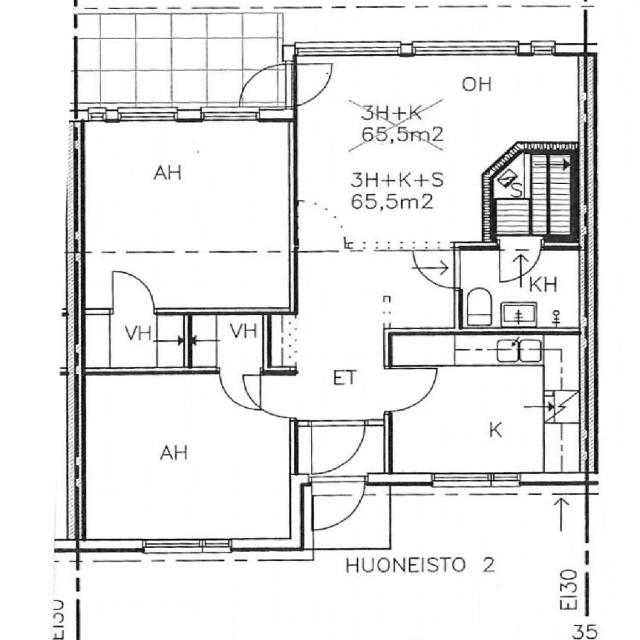 OH
3H+K
65,5m2
AH
3H+K+S
65,5m2
S
KH
VH
VH
ET
K
AH
HUONEISTO 2
EI30
EI30
35